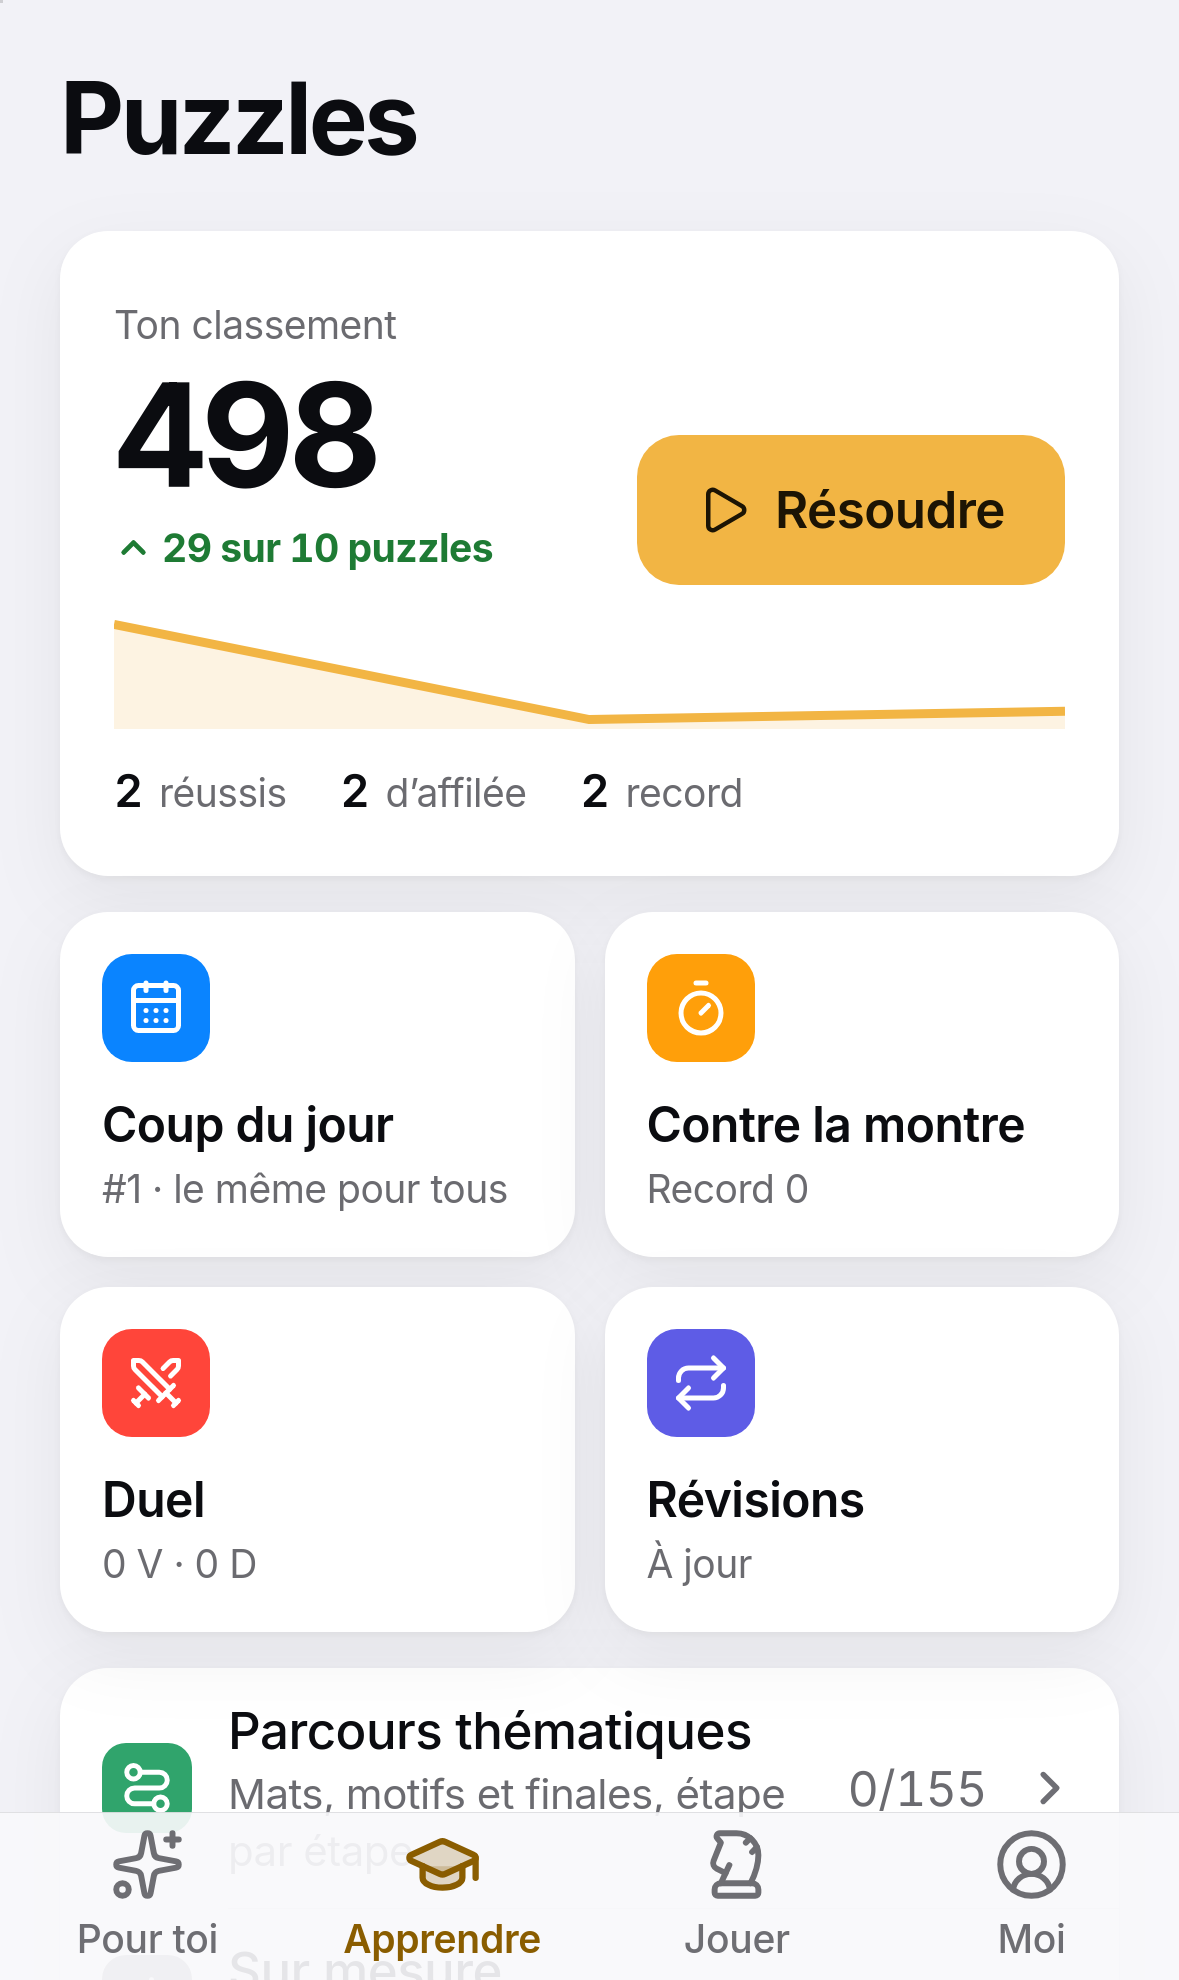 Puzzles
Ton classement
498
29 sur 10 puzzles
Résoudre
2 réussis 2 d’affilée 2 record
Coup du jour
#1 · le même pour tous
Contre la montre
Record 0
Duel
0 V · 0 D
Révisions
À jour
Parcours thématiques
Mats, motifs et finales, étape
par étape
0/155
Sur mesure
Pour toi
Apprendre
Jouer
Moi